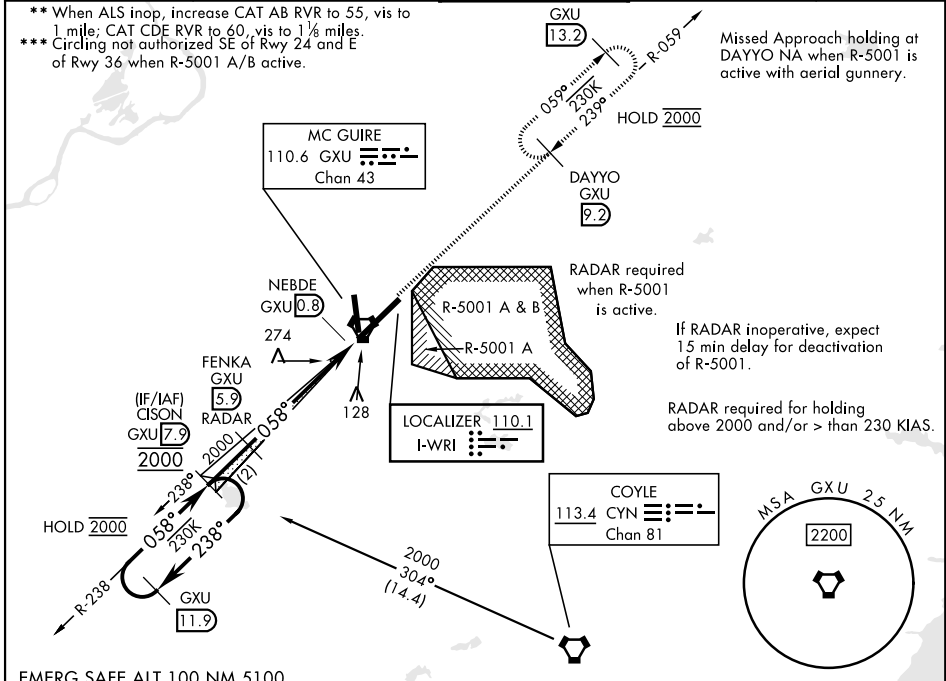 ** When ALS inop, increase CAT AB RVR to 55, vis to
1 mile; CAT CDE RVR to 60, vis to 1⅛ miles.
*** Circling not authorized SE of Rwy 24 and E
of Rwy 36 when R-5001 A/B active.
GXU
13.2
R-059
Missed Approach holding at
DAYYO NA when R-5001 is
active with aerial gunnery.
059°
230K
239°
HOLD 2000
MC GUIRE
110.6 GXU
Chan 43
DAYYO
GXU
9.2
RADAR required
when R-5001
is active.
NEBDE
GXU 0.8
R-5001 A & B
R-5001 A
274
If RADAR inoperative, expect
15 min delay for deactivation
of R-5001.
FENKA
GXU
5.9
RADAR
128
(IF/IAF)
CISON
GXU 7.9
2000
058°
LOCALIZER 110.1
I-WRI
RADAR required for holding
above 2000 and/or > than 230 KIAS.
2000
(2)
238°
HOLD 2000
058°
230K
238°
COYLE
113.4 CYN
Chan 81
MSA GXU 25 NM
2200
2000
304°
(14.4)
R-238
GXU
11.9
EMERG SAFE ALT 100 NM 5100